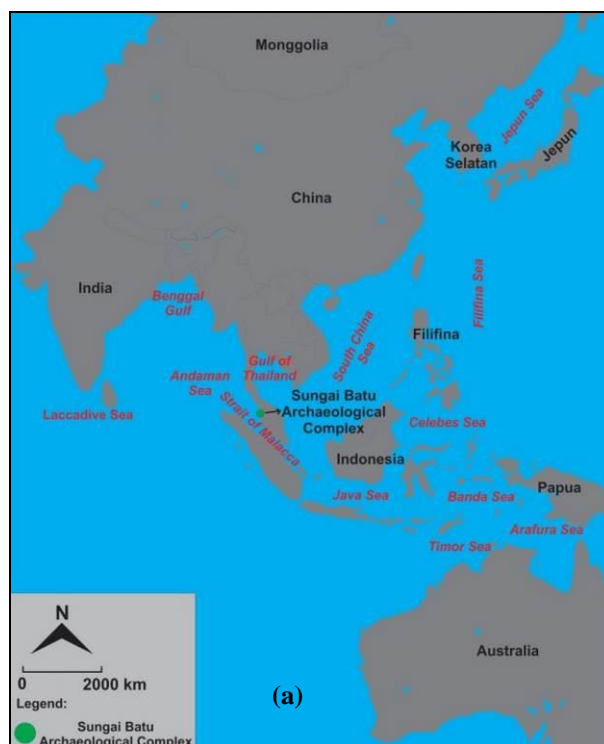 Monggolia
Jepun Sea
Korea
Selatan
Jepun
China
India
Benggal
Gulf
Filifina Sea
South China
Sea
Filifina
Gulf of
Thailand
Andaman
Sea
Sungai Batu
Archaeological
Complex
Strait of Malacca
Laccadive Sea
Celebes Sea
Indonesia
Papua
Java Sea
Banda Sea
Arafura Sea
Timor Sea
N
0 2000 km
Australia
(a)
Legend:
Sungai Batu
Archaeological Complex